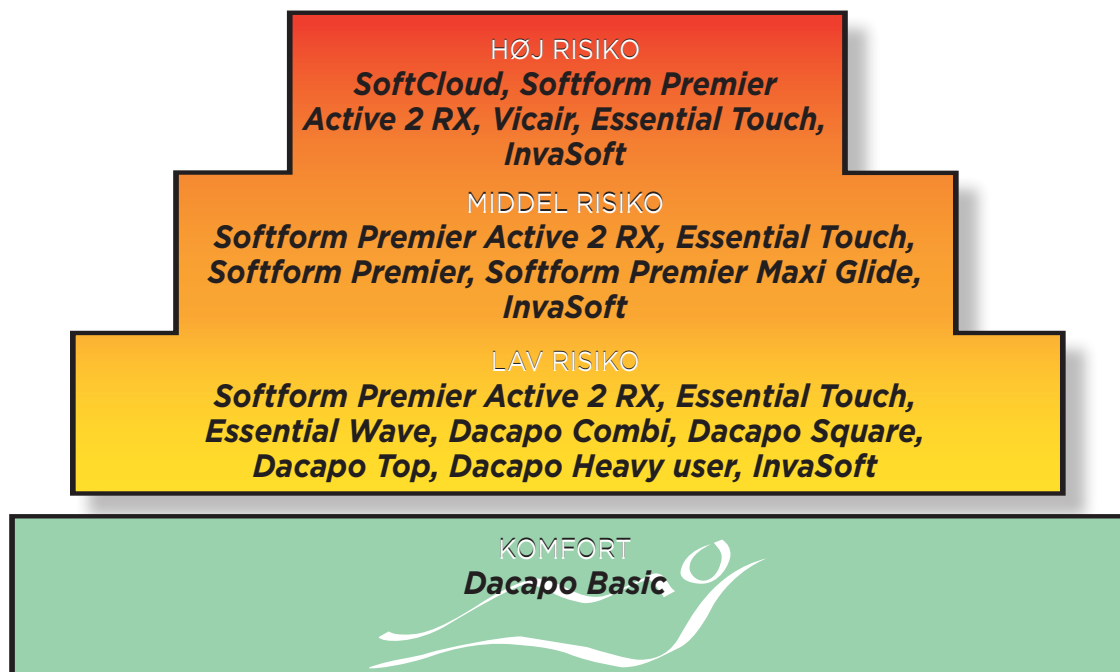 HØJ RISIKO
SoftCloud, Softform Premier
Active 2 RX, Vicair, Essential Touch,
InvaSoft
MIDDEL RISIKO
Softform Premier Active 2 RX, Essential Touch,
Softform Premier, Softform Premier Maxi Glide,
InvaSoft
LAV RISIKO
Softform Premier Active 2 RX, Essential Touch,
Essential Wave, Dacapo Combi, Dacapo Square,
Dacapo Top, Dacapo Heavy user, InvaSoft
KOMFORT
Dacapo Basic